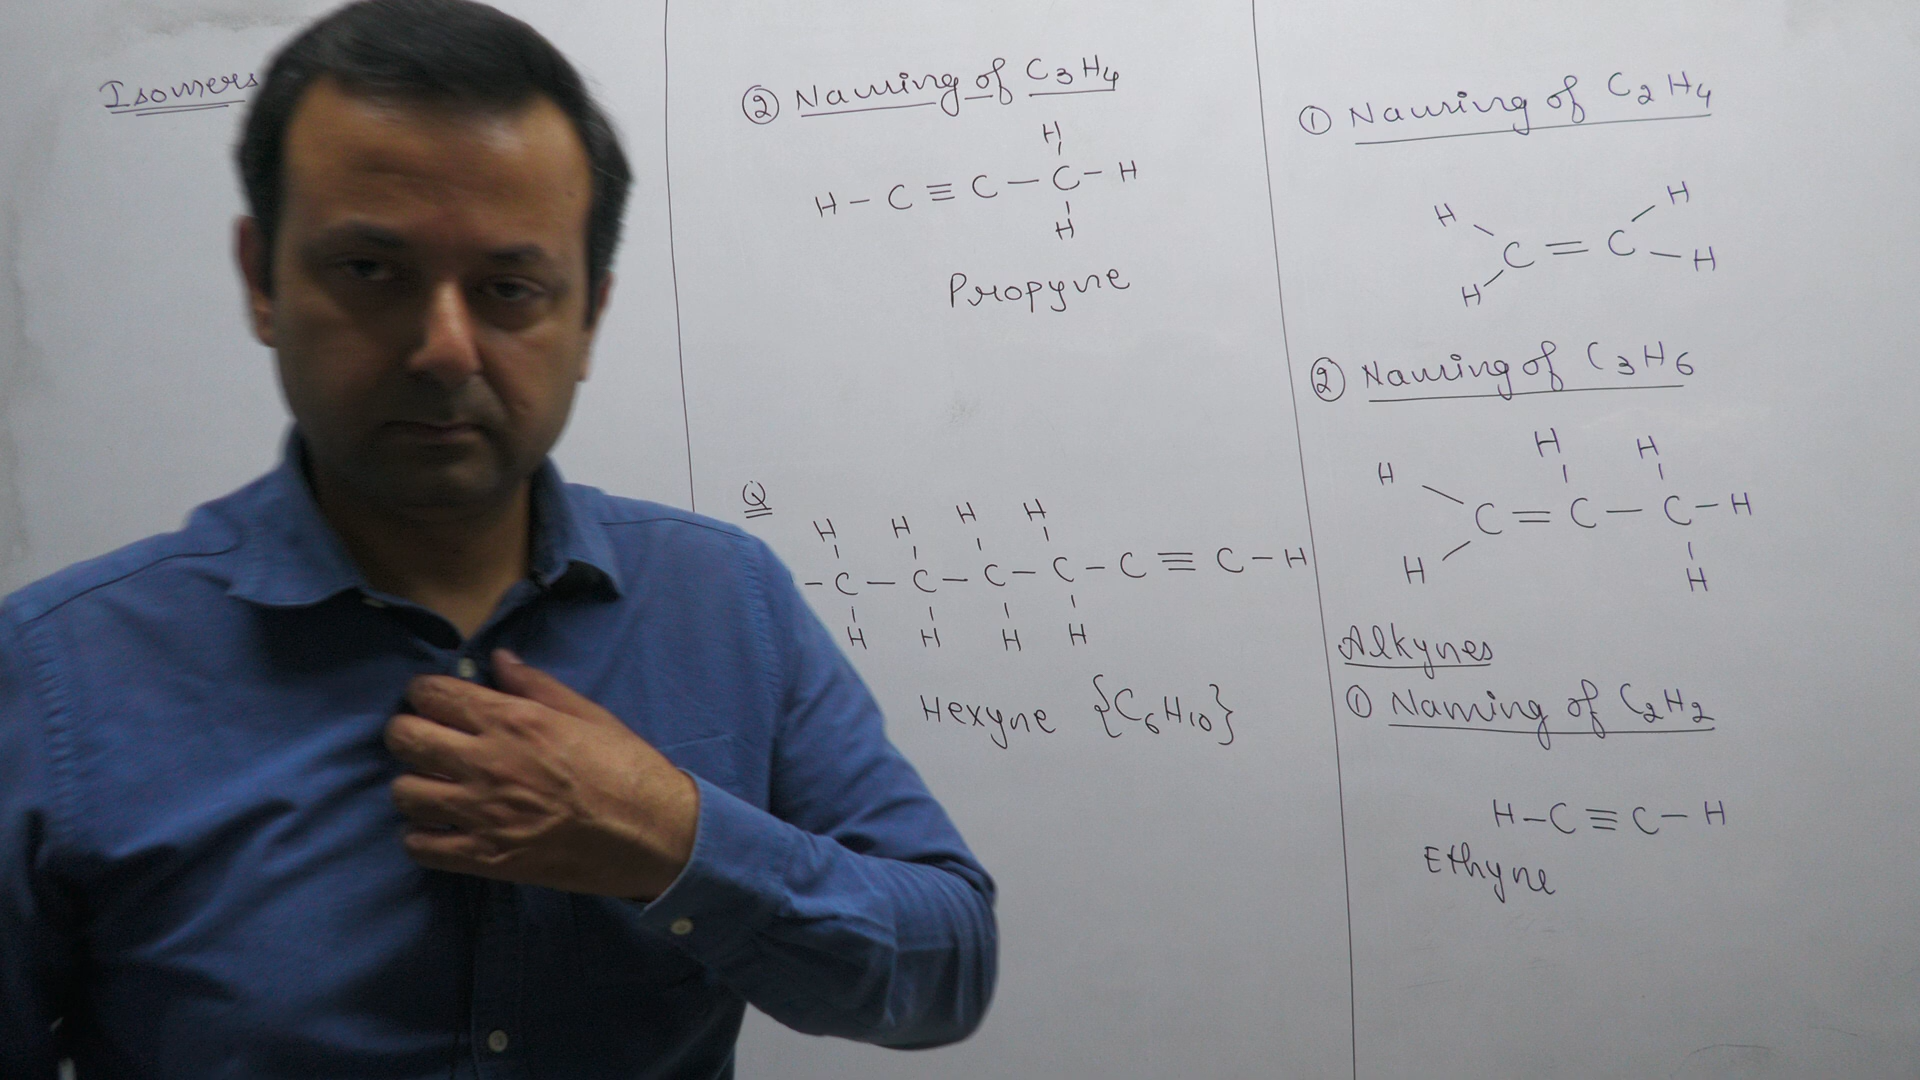 Isomers
② Naming of C3H4
H
H - C ≡ C - C - H
H
Propyne
Q
H H H H
- C - C - C - C - C ≡ C - H
H H H H
Hexyne {C6H10}
① Naming of C2H4
H H
C = C
H H
② Naming of C3H6
H H H
C = C - C - H
H H
Alkynes
① Naming of C2H2
H - C ≡ C - H
Ethyne